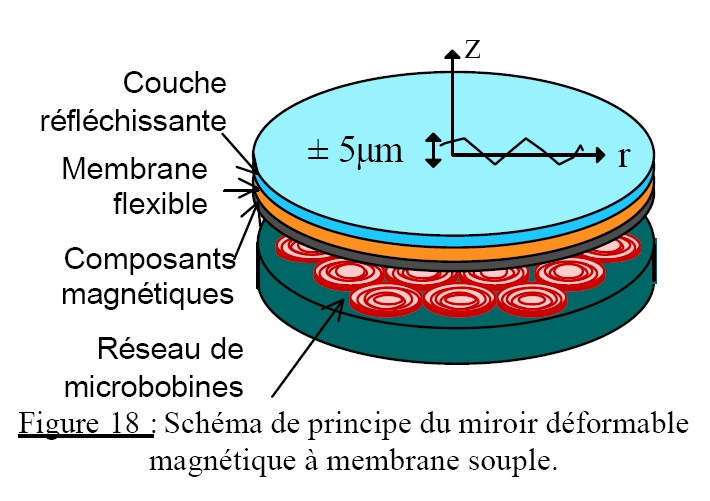 Couche
réfléchissante
Membrane
flexible
Composants
magnétiques
Réseau de
microbobines
z
± 5µm
r
Figure 18 : Schéma de principe du miroir déformable
magnétique à membrane souple.